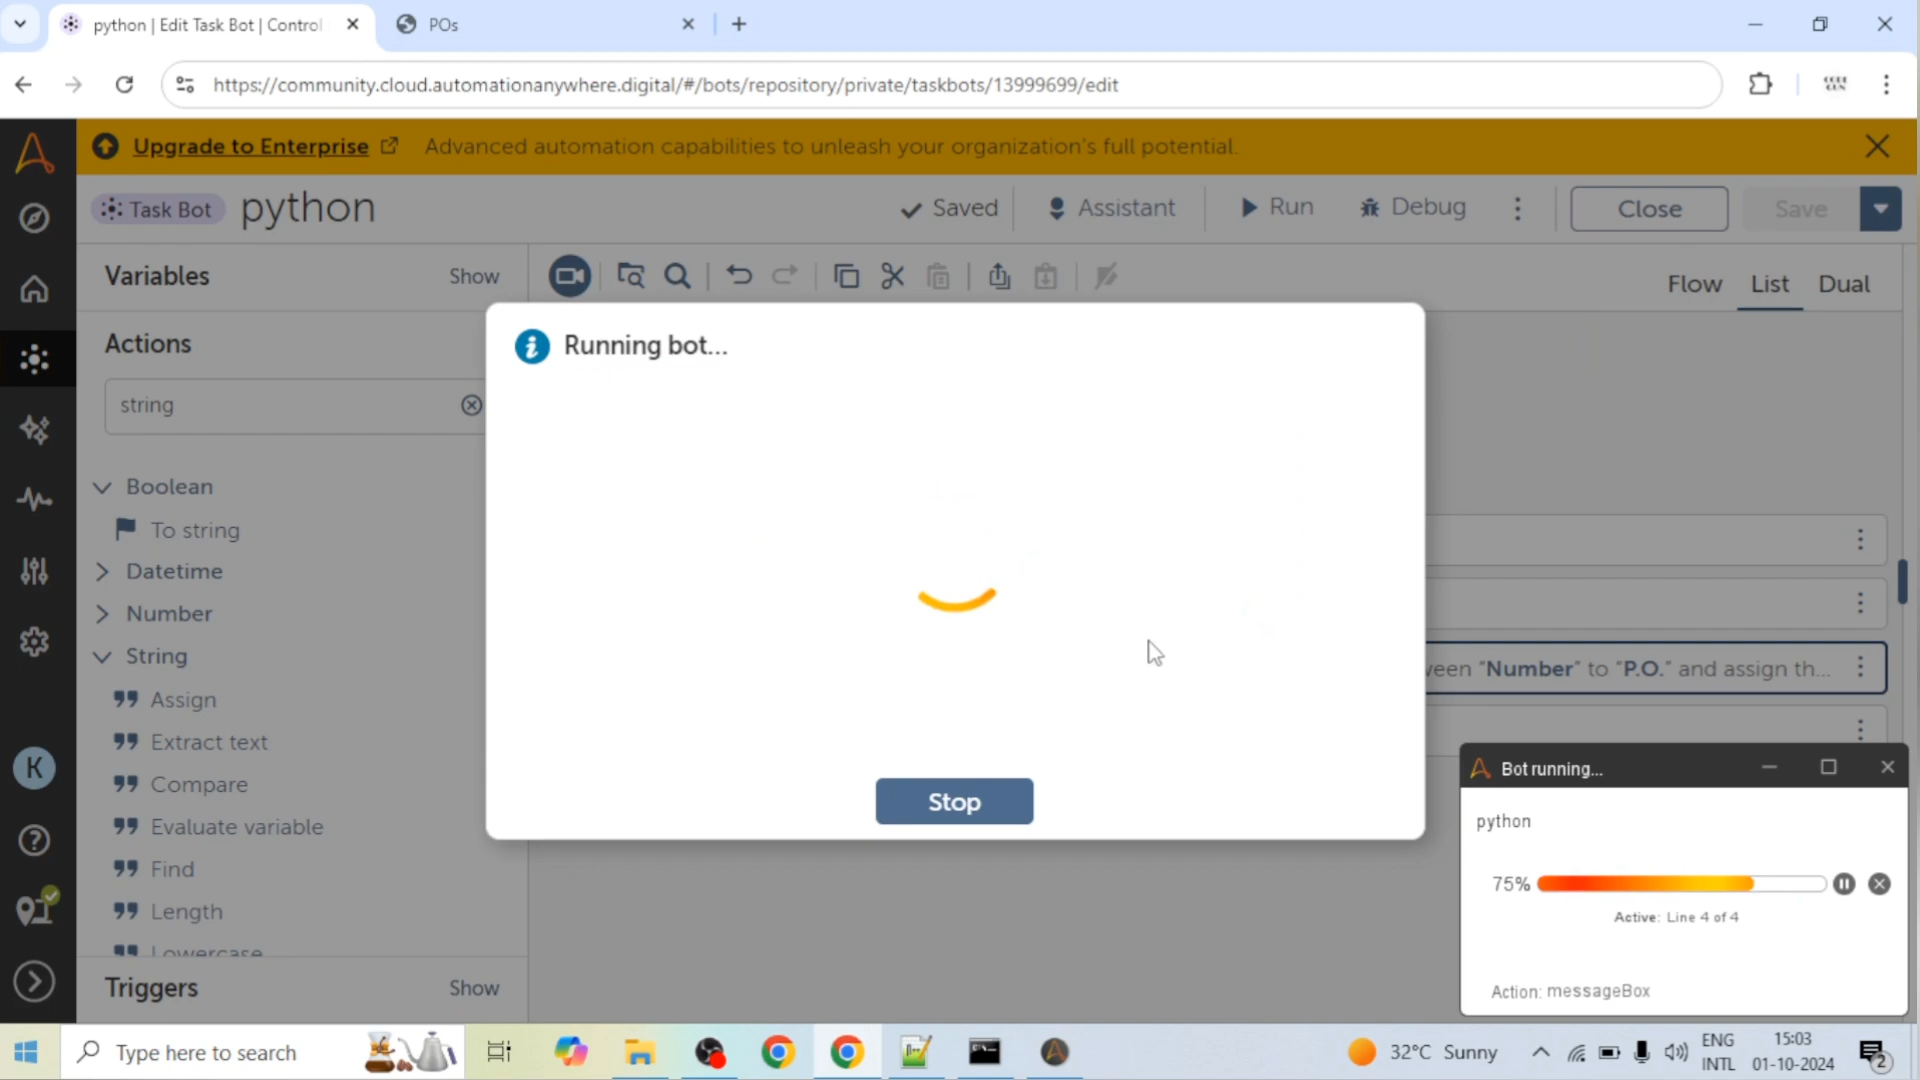 python | Edit Task Bot | Control
POs
https://community.cloud.automationanywhere.digital/#/bots/repository/private/taskbots/13999699/edit
Upgrade to Enterprise Advanced automation capabilities to unleash your organization's full potential.
Task Bot python Saved Assistant Run Debug Close Save
Variables Show
Flow List Dual
Actions
string
Boolean
To string
Datetime
Number
String
Assign
Extract text
Compare
Evaluate variable
Find
Length
Lowercase
Triggers Show
Running bot...
Stop
"Number" to "P.O." and assign th...
Bot running...
python
75%
Active: Line 4 of 4
Action: messageBox
K
Type here to search
32°C Sunny
ENG
INTL
15:03
01-10-2024
2